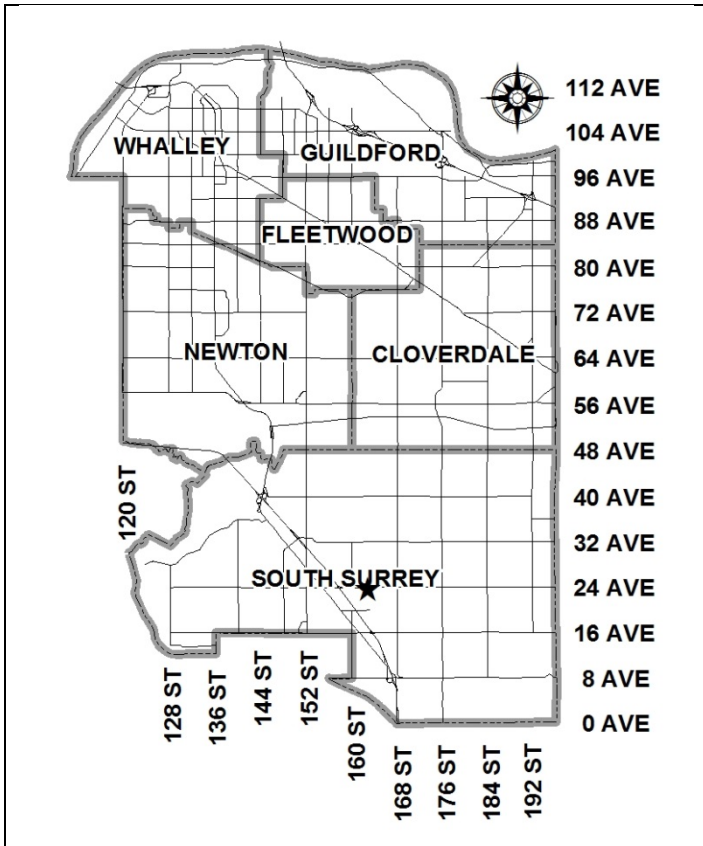 112 AVE
104 AVE
WHALLEY
GUILDFORD
96 AVE
88 AVE
FLEETWOOD
80 AVE
72 AVE
NEWTON
CLOVERDALE
64 AVE
56 AVE
48 AVE
120 ST
40 AVE
32 AVE
SOUTH SURREY
24 AVE
16 AVE
8 AVE
0 AVE
128 ST
136 ST
144 ST
152 ST
160 ST
168 ST
176 ST
184 ST
192 ST